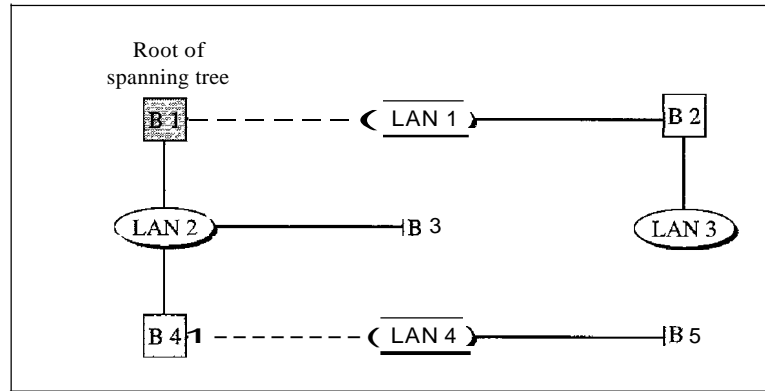 Root of
spanning tree
B 1
LAN 1
B 2
LAN 2
B 3
LAN 3
B 4
LAN 4
B 5